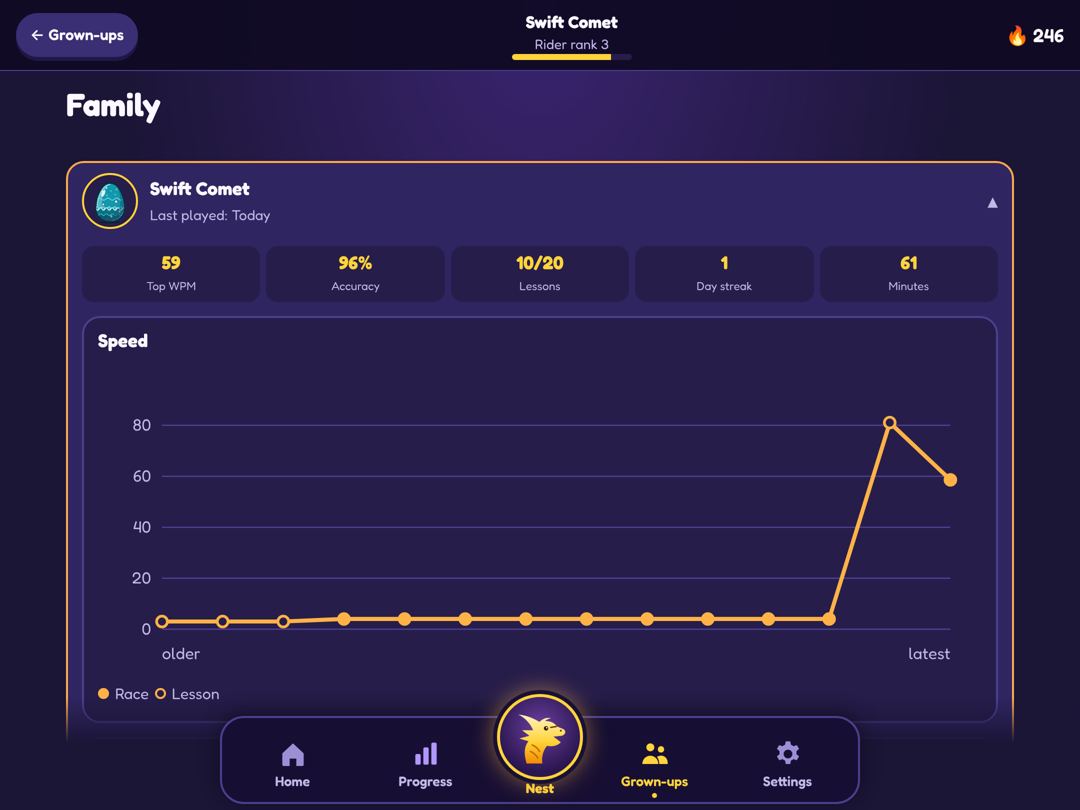 ← Grown-ups
Swift Comet
Rider rank 3
246
Family
Swift Comet
Last played: Today
▲
59
Top WPM
96%
Accuracy
10/20
Lessons
1
Day streak
61
Minutes
Speed
80
60
40
20
0
older
latest
Race
Lesson
Home
Progress
Nest
Grown-ups
Settings